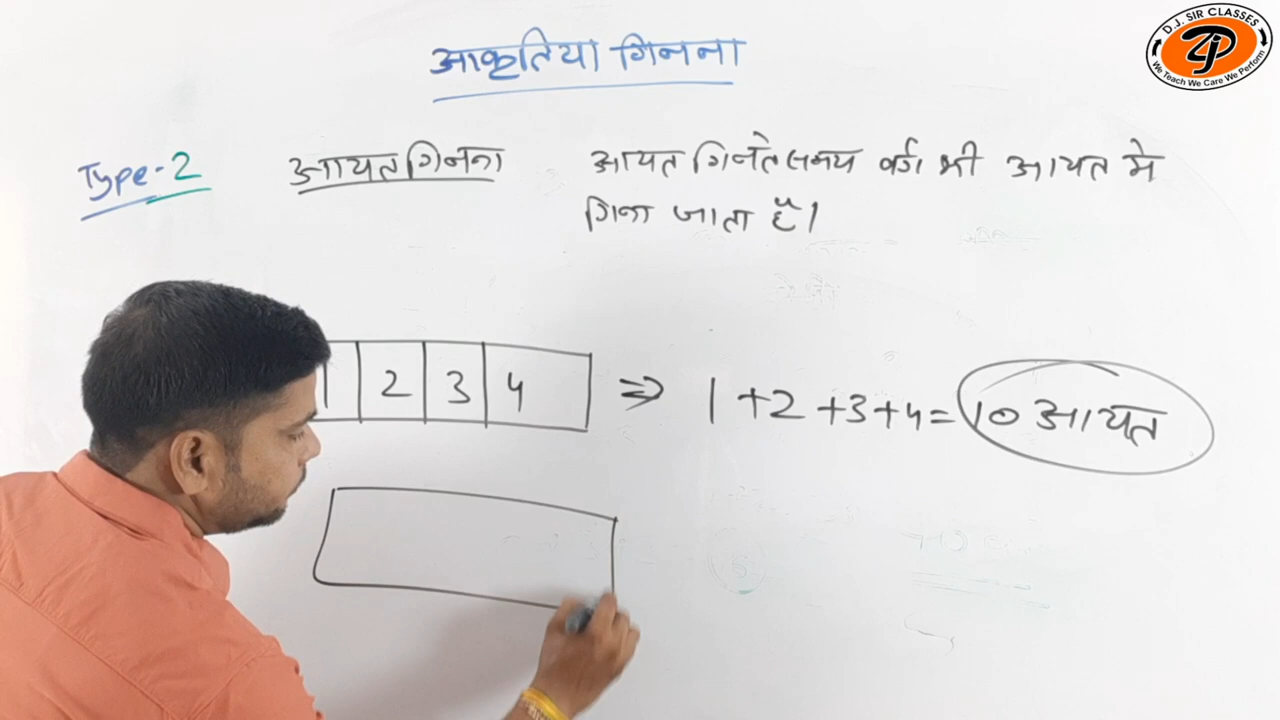 आकृतिया गिनना
D.J. SIR CLASSES
We Teach We Care We Perform
Type-2 आयत गिनना आयत गिनते समय वर्ग भी आयत मे
गिना जाता है।
1 2 3 4 ⇒ 1+2+3+4=10 आयत